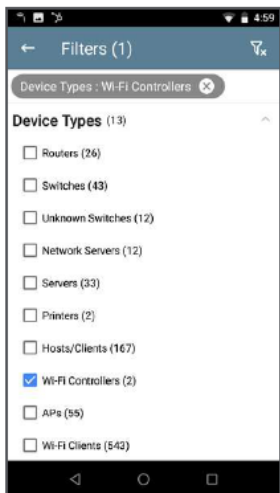 4:59
Filters (1)
Device Types : Wi-Fi Controllers
Device Types (13)
Routers (26)
Switches (43)
Unknown Switches (12)
Network Servers (12)
Servers (33)
Printers (2)
Hosts/Clients (167)
Wi-Fi Controllers (2)
APs (55)
Wi-Fi Clients (543)